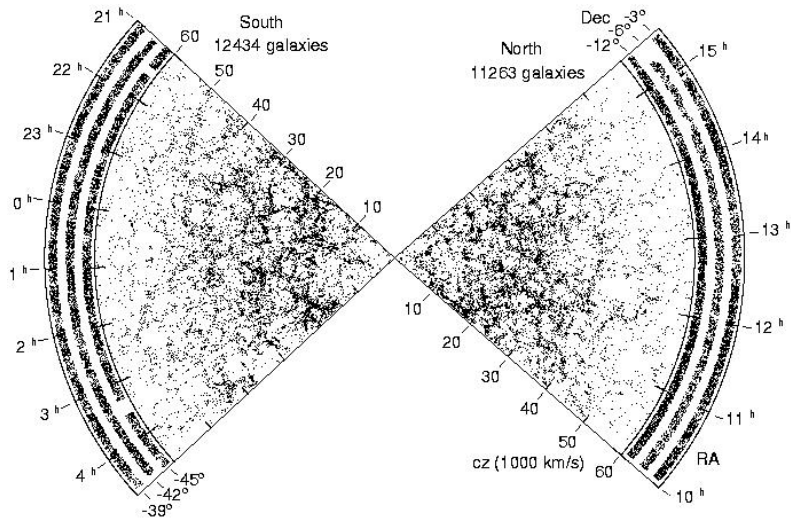 21 h
22 h
23 h
0 h
1 h
2 h
3 h
4 h
South
12434 galaxies
60
50
40
30
20
10
-45°
-42°
-39°
North
11263 galaxies
Dec
-3°
-6°
-12°
15 h
14 h
13 h
12 h
11 h
10 h
RA
10
20
30
40
50
60
cz (1000 km/s)